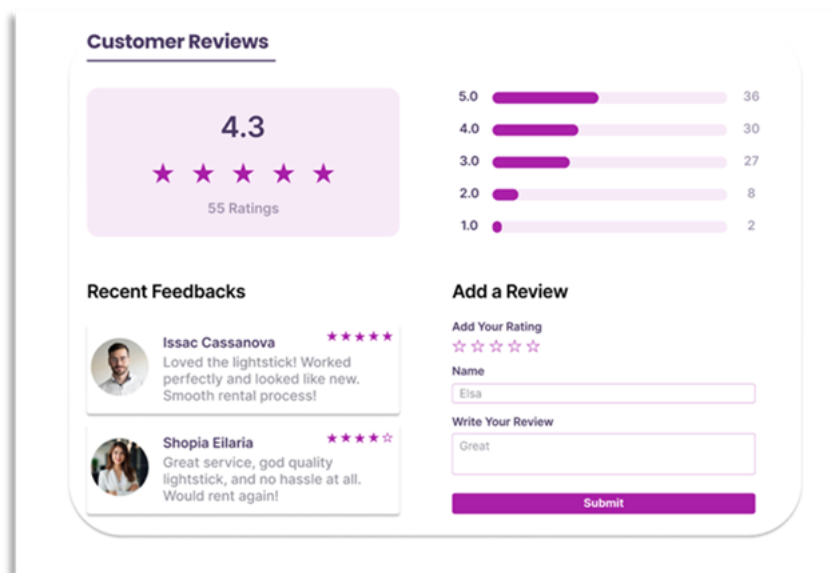 Customer Reviews
4.3
★ ★ ★ ★ ★
55 Ratings
5.0 36
4.0 30
3.0 27
2.0 8
1.0 2
Recent Feedbacks
Issac Cassanova ★★★★★
Loved the lightstick! Worked
perfectly and looked like new.
Smooth rental process!
Shopia Eilaria ★★★★☆
Great service, god quality
lightstick, and no hassle at all.
Would rent again!
Add a Review
Add Your Rating
☆☆☆☆☆
Name
Elsa
Write Your Review
Great
Submit